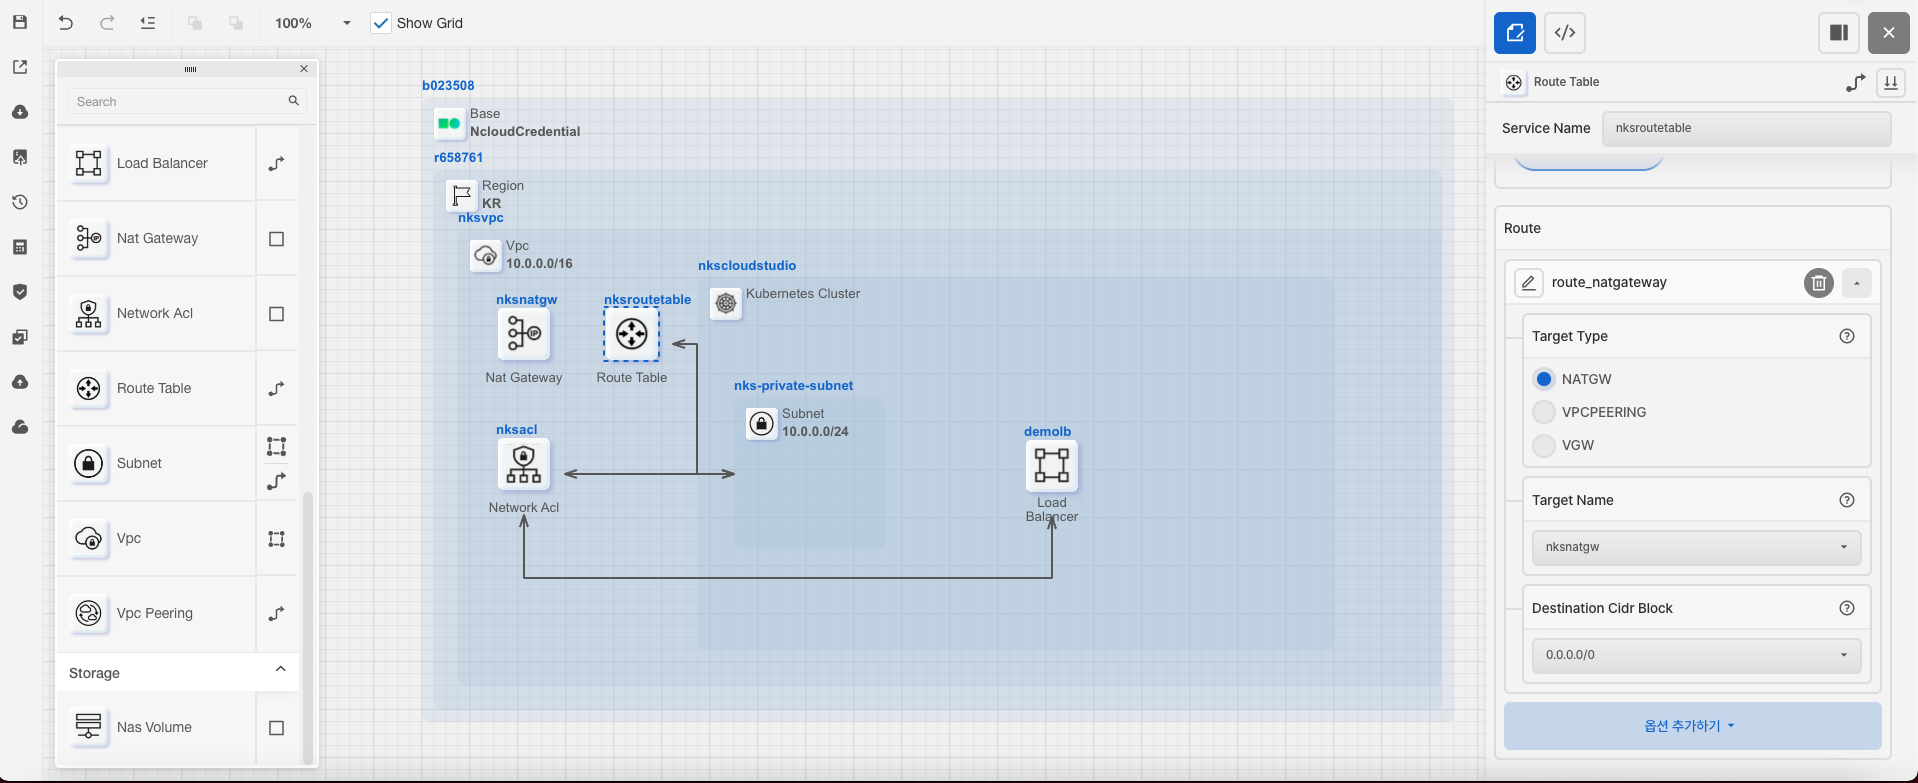 100%
Show Grid
Search
Load Balancer
Nat Gateway
Network Acl
Route Table
Subnet
Vpc
Vpc Peering
Storage
Nas Volume
b023508
Base
NcloudCredential
r658761
Region
KR
nksvpc
Vpc
10.0.0.0/16
nkscloudstudio
Kubernetes Cluster
nksnatgw
IP
Nat Gateway
nksroutetable
Route Table
nks-private-subnet
Subnet
10.0.0.0/24
nksacl
Network Acl
demolb
Load
Balancer
Route Table
Service Name
nksroutetable
Route
route_natgateway
Target Type
NATGW
VPCPEERING
VGW
Target Name
nksnatgw
Destination Cidr Block
0.0.0.0/0
옵션 추가하기